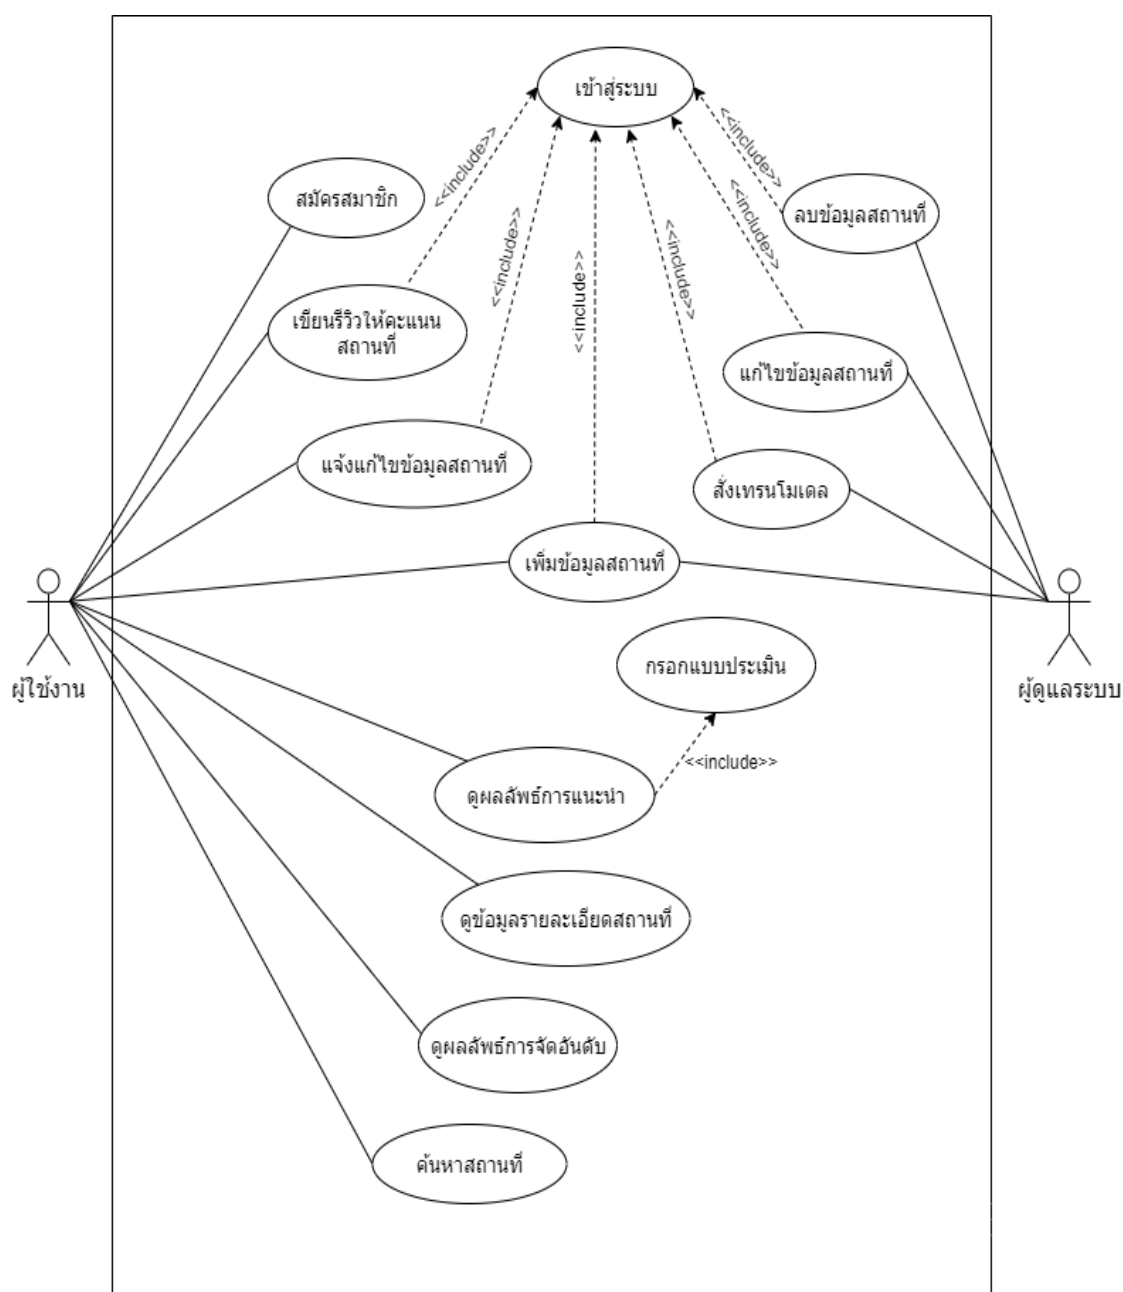 เข้าสู่ระบบ
<<include>>
<<include>>
<<include>>
<<include>>
<<include>>
<<include>>
สมัครสมาชิก
ลบข้อมูลสถานที่
เขียนรีวิวให้คะแนน
สถานที่
แก้ไขข้อมูลสถานที่
แจ้งแก้ไขข้อมูลสถานที่
สั่งเทรนโมเดล
เพิ่มข้อมูลสถานที่
กรอกแบบประเมิน
ผู้ใช้งาน
ผู้ดูแลระบบ
<<include>>
ดูผลลัพธ์การแนะนำ
ดูข้อมูลรายละเอียดสถานที่
ดูผลลัพธ์การจัดอันดับ
ค้นหาสถานที่